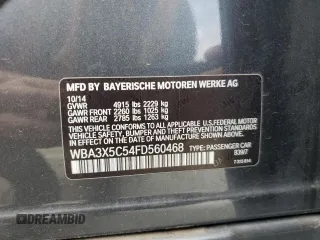 MFD BY BAYERISCHE MOTOREN WERKE AG
10/14
GVWR 4915 lbs 2229 kg
GAWR FRONT 2260 lbs 1025 kg
GAWR REAR 2785 lbs 1263 kg
THIS VEHICLE CONFORMS TO ALL APPLICABLE
U.S. FEDERAL MOTOR VEHICLE
SAFETY, BUMPER, AND THEFT PREVENTION
STANDARDS IN EFFECT ON THE DATE OF
MANUFACTURE SHOWN ABOVE.
WBA3X5C54FD560468 TYPE: PASSENGER CAR
DREAMBID